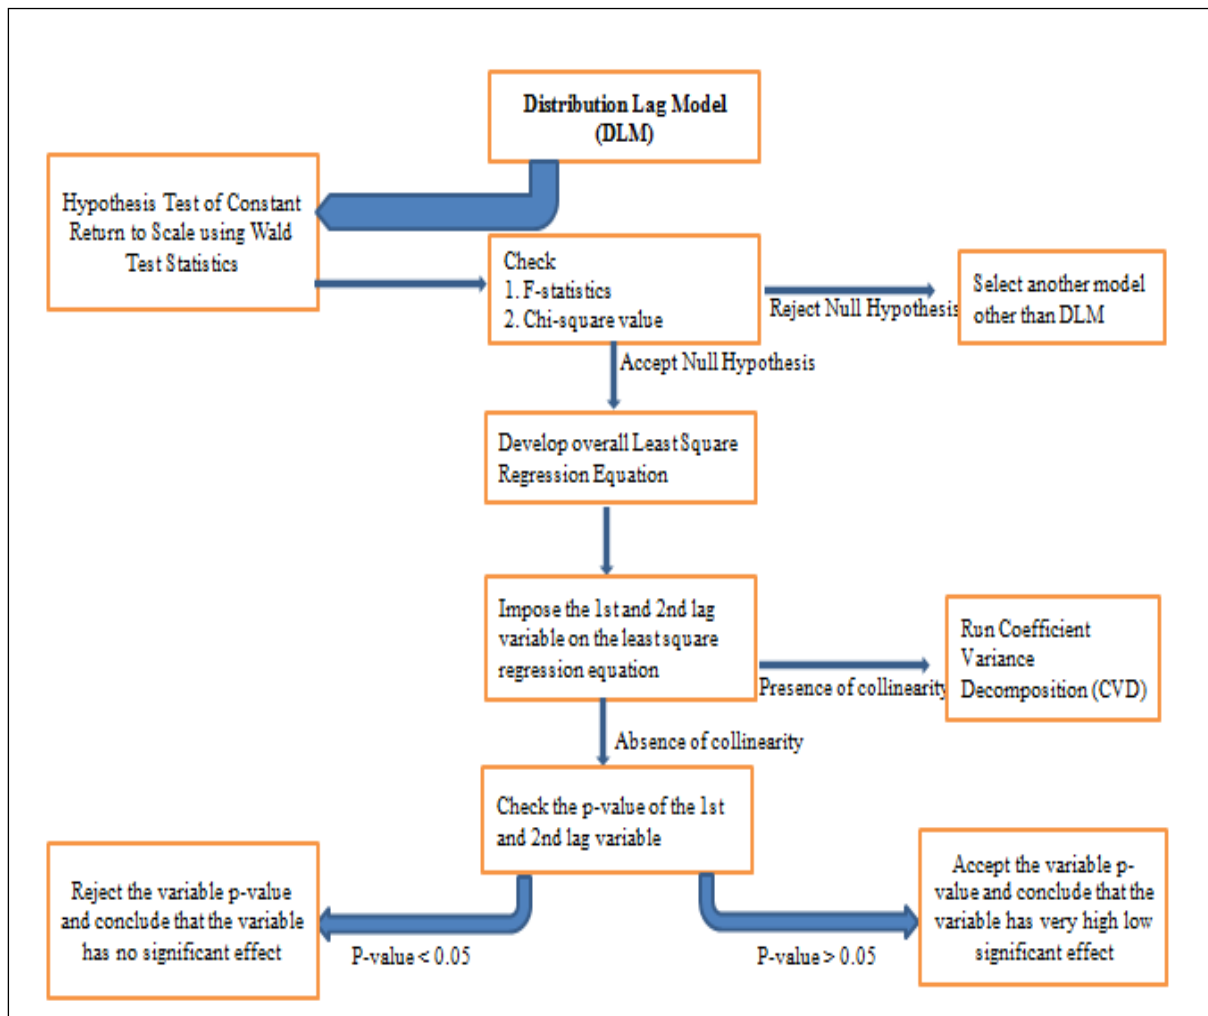 Distribution Lag Model
(DLM)
Hypothesis Test of Constant
Return to Scale using Wald
Test Statistics
Check
1. F-statistics
2. Chi-square value
Reject Null Hypothesis
Select another model
other than DLM
Accept Null Hypothesis
Develop overall Least Square
Regression Equation
Impose the 1st and 2nd lag
variable on the least square
regression equation
Presence of collinearity
Run Coefficient
Variance
Decomposition (CVD)
Absence of collinearity
Check the p-value of the 1st
and 2nd lag variable
Reject the variable p-value
and conclude that the variable
has no significant effect
P-value < 0.05
P-value > 0.05
Accept the variable p-
value and conclude that the
variable has very high low
significant effect